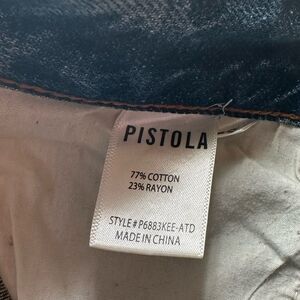 PISTOLA
77% COTTON
23% RAYON
STYLE# P6883KEE-ATD
MADE IN CHINA